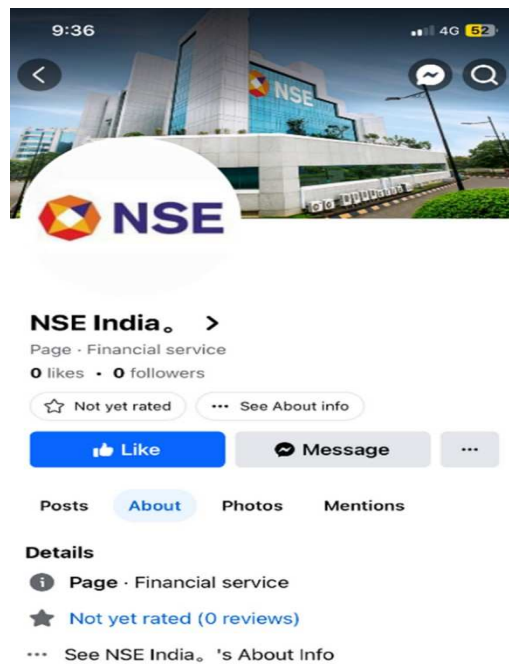 9:36 4G 52
NSE
NSE
NSE India。 >
Page · Financial service
0 likes • 0 followers
Not yet rated ••• See About info
Like Message •••
Posts About Photos Mentions
Details
Page · Financial service
Not yet rated (0 reviews)
••• See NSE India。 's About Info